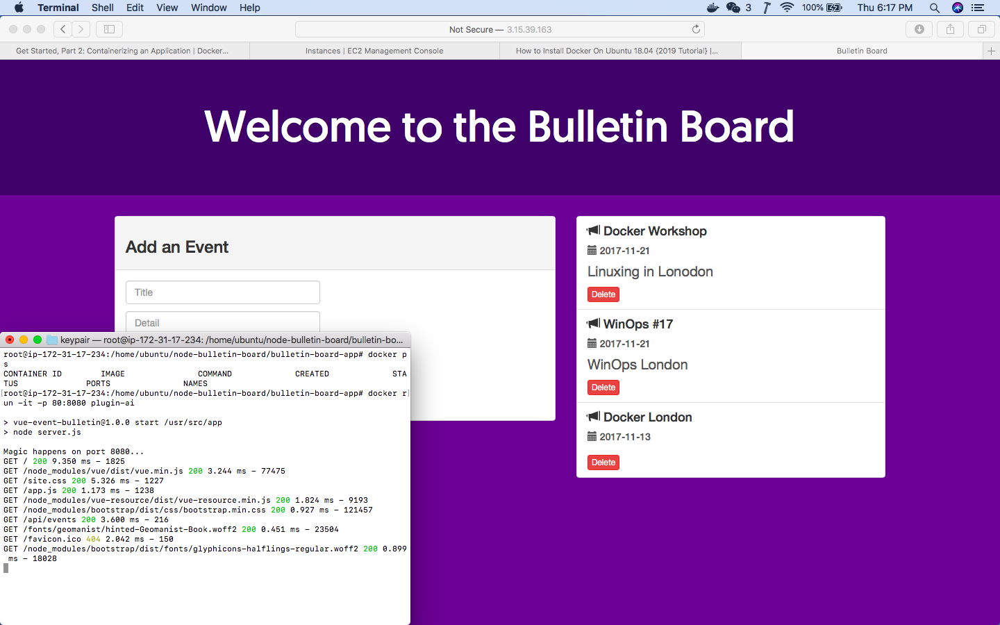 Terminal Shell Edit View Window Help 3 100% Thu 6:17 PM
Not Secure — 3.15.39.163
Get Started, Part 2: Containerizing an Application | Docker... Instances | EC2 Management Console How to Install Docker On Ubuntu 18.04 {2019 Tutorial} |... Bulletin Board
Welcome to the Bulletin Board
Add an Event
Title
Detail
Docker Workshop
2017-11-21
Linuxing in Lonodon
Delete
WinOps #17
2017-11-21
WinOps London
Delete
Docker London
2017-11-13
Delete
keypair — root@ip-172-31-17-234: /home/ubuntu/node-bulletin-board/bulletin-bo...
root@ip-172-31-17-234:/home/ubuntu/node-bulletin-board/bulletin-board-app# docker p
s
CONTAINER ID IMAGE COMMAND CREATED STA
TUS PORTS NAMES
[root@ip-172-31-17-234:/home/ubuntu/node-bulletin-board/bulletin-board-app# docker r]
un -it -p 80:8080 plugin-ai
> vue-event-bulletin@1.0.0 start /usr/src/app
> node server.js
Magic happens on port 8080...
GET / 200 9.350 ms - 1825
GET /node_modules/vue/dist/vue.min.js 200 3.244 ms - 77475
GET /site.css 200 5.326 ms - 1227
GET /app.js 200 1.173 ms - 1238
GET /node_modules/vue-resource/dist/vue-resource.min.js 200 1.824 ms - 9193
GET /node_modules/bootstrap/dist/css/bootstrap.min.css 200 0.927 ms - 121457
GET /api/events 200 3.600 ms - 216
GET /fonts/geomanist/hinted-Geomanist-Book.woff2 200 0.451 ms - 23504
GET /favicon.ico 404 2.042 ms - 150
GET /node_modules/bootstrap/dist/fonts/glyphicons-halflings-regular.woff2 200 0.899
ms - 18028